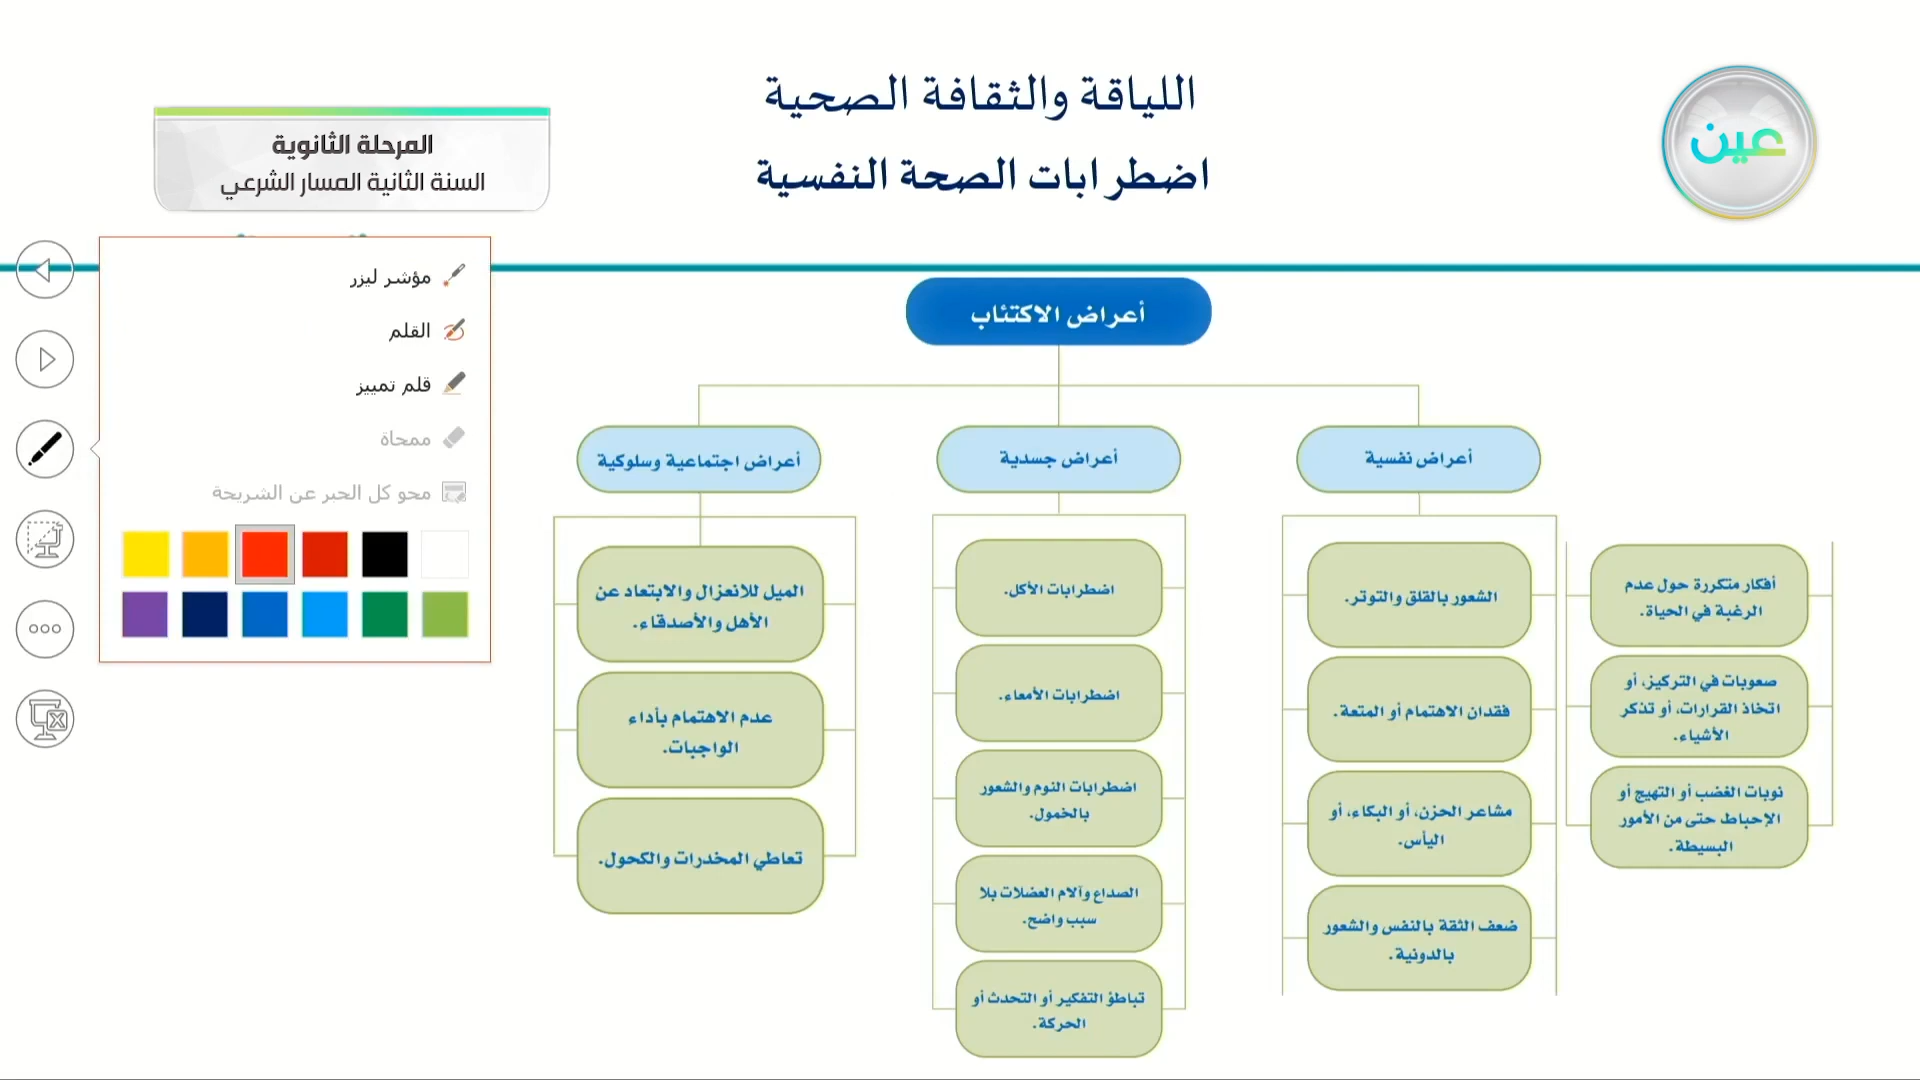 اللياقة والثقافة الصحية
اضطرابات الصحة النفسية
عين
المرحلة الثانوية
السنة الثانية المسار الشرعي
مؤشر ليزر
القلم
قلم تمييز
ممحاة
محو كل الحبر عن الشريحة
أعراض الاكتئاب
أعراض نفسية
أعراض جسدية
أعراض اجتماعية وسلوكية
أفكار متكررة حول عدم
الرغبة في الحياة.
صعوبات في التركيز، أو
اتخاذ القرارات، أو تذكر
الأشياء.
نوبات الغضب أو التهيج أو
الإحباط حتى من الأمور
البسيطة.
الشعور بالقلق والتوتر.
فقدان الاهتمام أو المتعة.
مشاعر الحزن، أو البكاء، أو
اليأس.
ضعف الثقة بالنفس والشعور
بالدونية.
اضطرابات الأكل.
اضطرابات الأمعاء.
اضطرابات النوم والشعور
بالخمول.
الصداع وآلام العضلات بلا
سبب واضح.
تباطؤ التفكير أو التحدث أو
الحركة.
الميل للانعزال والابتعاد عن
الأهل والأصدقاء.
عدم الاهتمام بأداء
الواجبات.
تعاطي المخدرات والكحول.